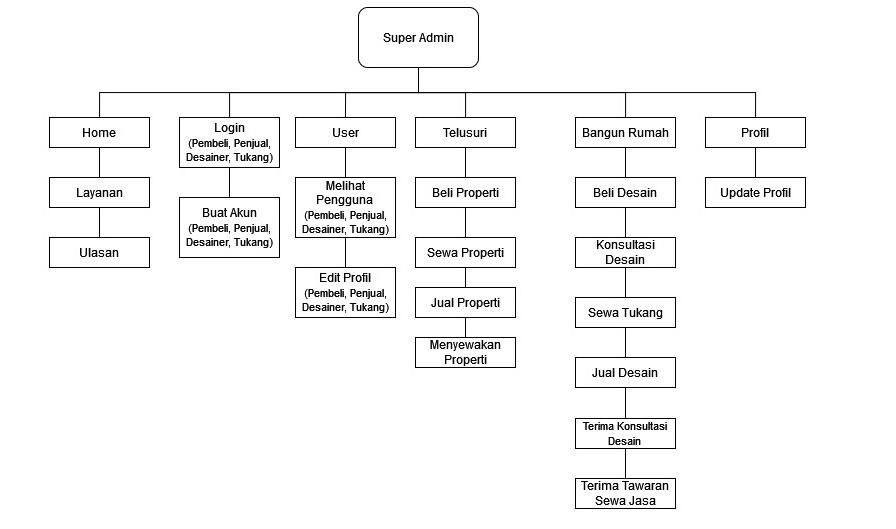 Super Admin
Home
Layanan
Ulasan
Login
(Pembeli, Penjual,
Desainer, Tukang)
Buat Akun
(Pembeli, Penjual,
Desainer, Tukang)
User
Melihat
Pengguna
(Pembeli, Penjual,
Desainer, Tukang)
Edit Profil
(Pembeli, Penjual,
Desainer, Tukang)
Telusuri
Beli Properti
Sewa Properti
Jual Properti
Menyewakan
Properti
Bangun Rumah
Beli Desain
Konsultasi
Desain
Sewa Tukang
Jual Desain
Terima Konsultasi
Desain
Terima Tawaran
Sewa Jasa
Profil
Update Profil